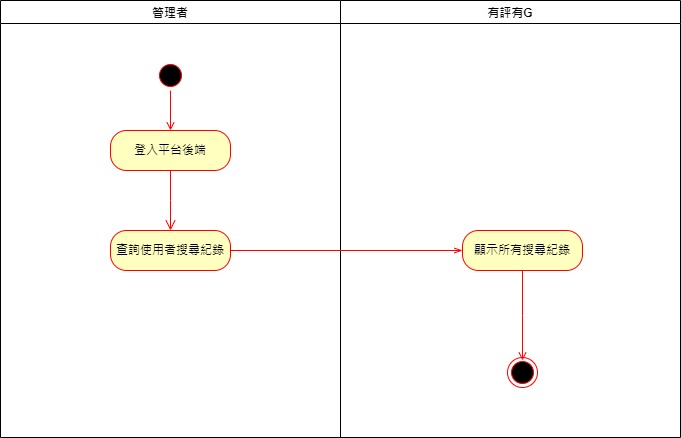 管理者
有評有G
登入平台後端
查詢使用者搜尋紀錄
顯示所有搜尋紀錄